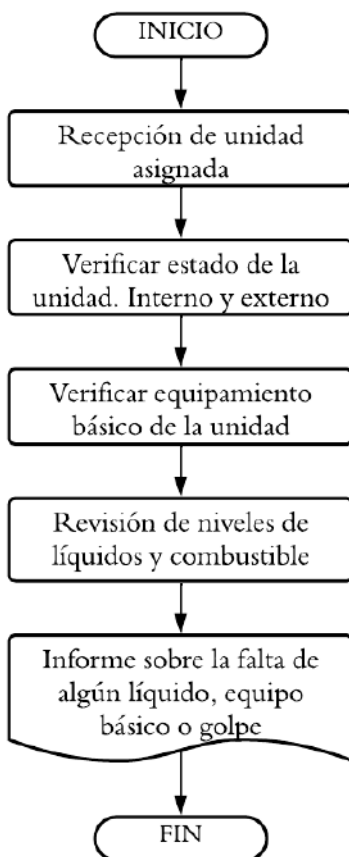 INICIO
Recepción de unidad
asignada
Verificar estado de la
unidad. Interno y externo
Verificar equipamiento
básico de la unidad
Revisión de niveles de
líquidos y combustible
Informe sobre la falta de
algún líquido, equipo
básico o golpe
FIN